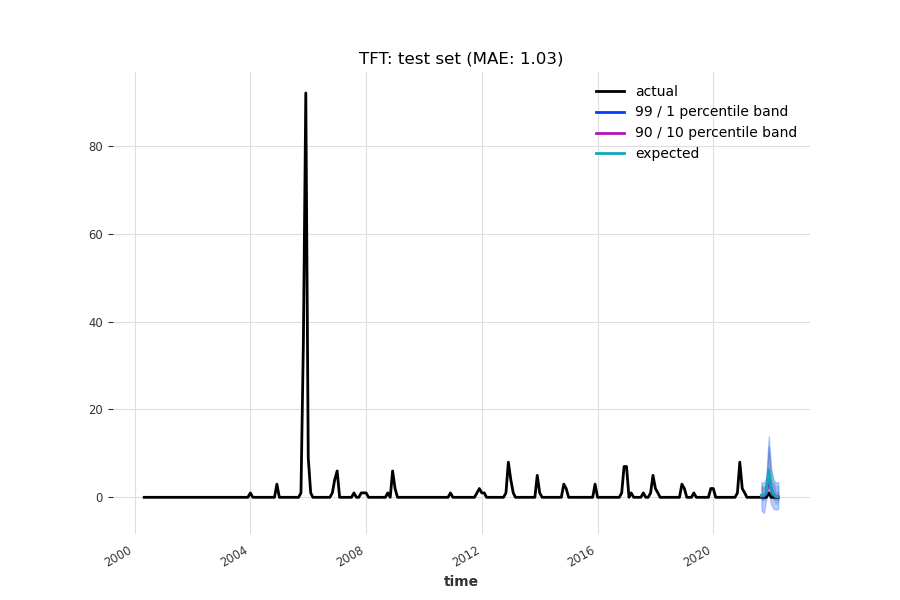 TFT: test set (MAE: 1.03)
actual
99 / 1 percentile band
90 / 10 percentile band
expected
80
60
40
20
0
2000
2004
2008
2012
2016
2020
time